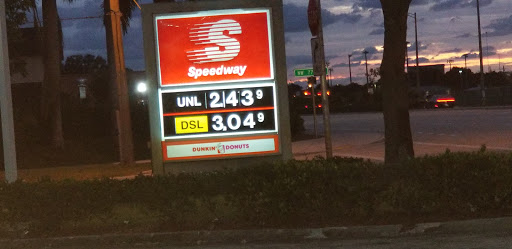 S
Speedway
UNL 2.43 9
DSL 3.04 9
DUNKIN' DONUTS